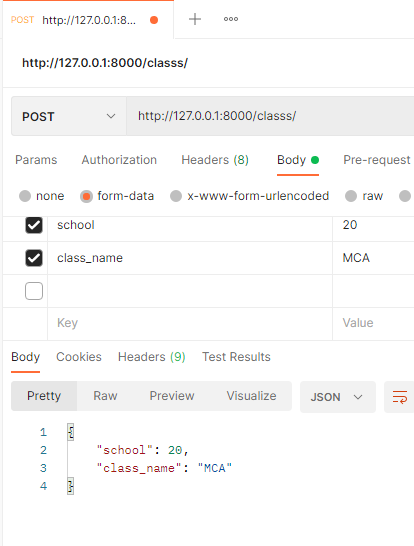 POST http://127.0.0.1:8... + ooo
http://127.0.0.1:8000/classs/
POST http://127.0.0.1:8000/classs/
Params Authorization Headers (8) Body Pre-request
none form-data x-www-form-urlencoded raw
school 20
class_name MCA
Key Value
Body Cookies Headers (9) Test Results
Pretty Raw Preview Visualize JSON
1 {
2 "school": 20,
3 "class_name": "MCA"
4 }